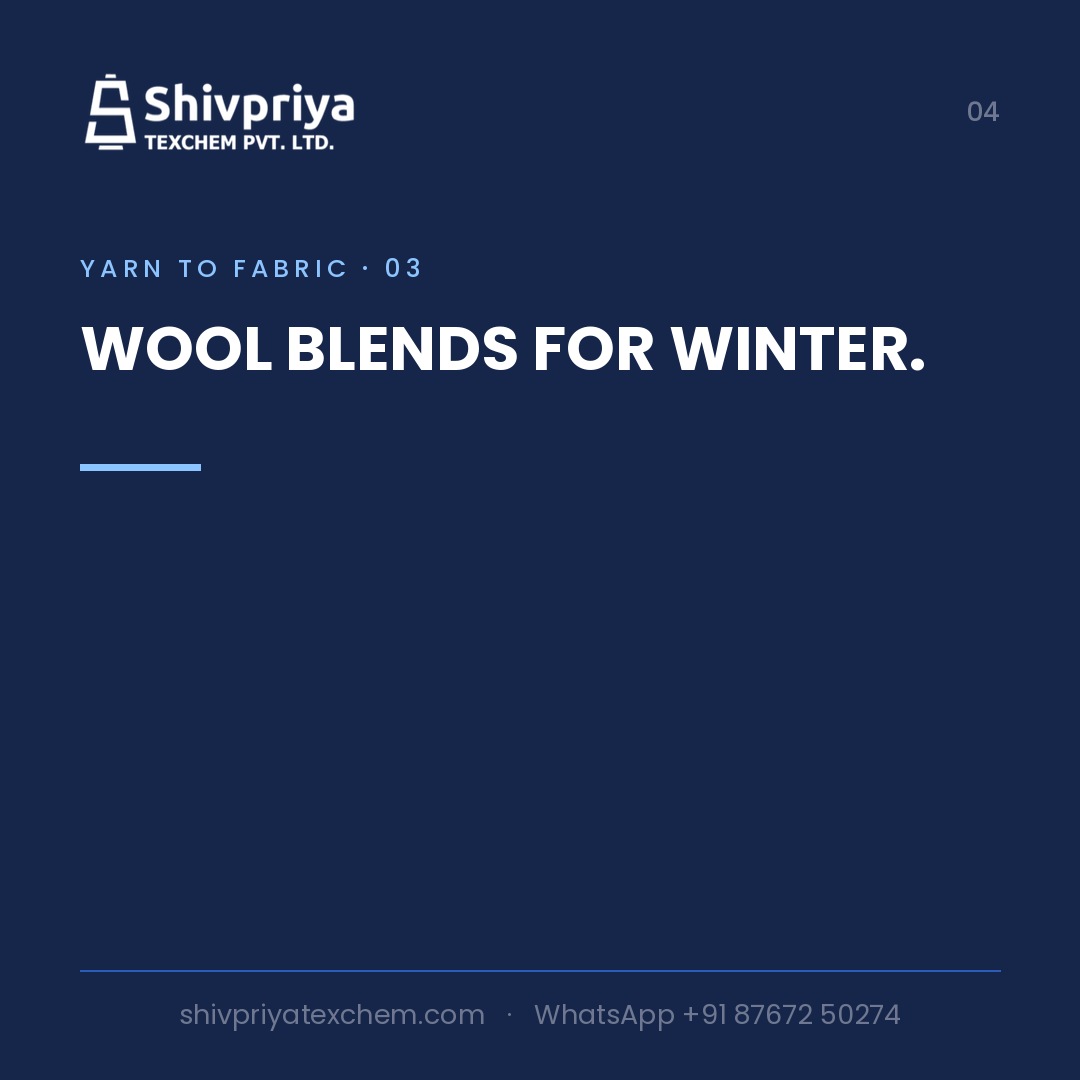 Shivpriya
TEXCHEM PVT. LTD.
04
YARN TO FABRIC · 03
WOOL BLENDS FOR WINTER.
shivpriyatexchem.com · WhatsApp +91 87672 50274